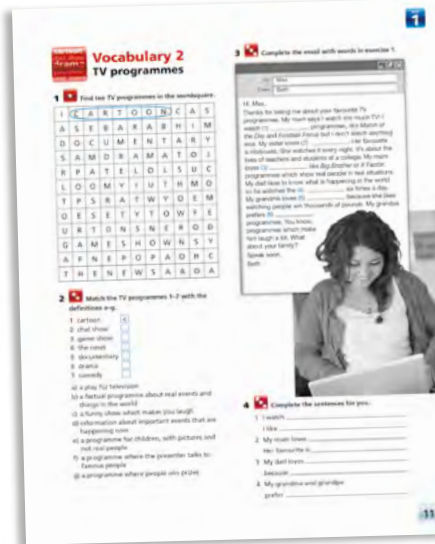 1
Vocabulary 2
TV programmes
1 Find the TV programmes in the wordsquare.
I C A R T O O N C A S
A S E B A R A B H I M
D O C U M E N T A R Y
S A M D R A M A T O J
R P A T E L D L S U C
L O O M Y I U T H M O
T P S R A T W Y O E M
O E S E T Y T O W F E
U R T D N S N E R O D
G A M E S H O W N S Y
A P N E P O P A O R C
T H E N E W S A R O A
2 Match the TV programmes 1–7 with the
definitions a–g.
1 cartoon e
2 chat show
3 game show
4 the news
5 documentary
6 drama
7 comedy
a) a play for television
b) a factual programme about real events and
things in the world
c) a funny show which makes you laugh
d) information about important events that are
happening now
e) a programme for children, with pictures and
not real people
f) a programme where the presenter talks to
famous people
g) a programme where people win prizes
3 Complete the email with words in exercise 1.
Max
Beth
Hi, Max,
Thanks for telling me about your favourite TV
programmes. My mum says I watch too much TV! I
watch (1) programmes, like Match of
the Day and Football Focus but I don't watch anything
else. My sister loves (2) . Her favourite
is Hollyoaks. She watches it every night. It's about the
lives of teachers and students at a college. My mum
loves (3) , like Big Brother or
programmes which show real people in real situations.
My dad likes to know what is happening in the world
so he watches the (4) six times a day.
My grandma loves (5) because she likes
watching people win thousands of pounds. My grandpa
prefers (6)
programmes. You know,
programmes which make
him laugh a lot. What
about your family?
Speak soon,
Beth
4 Complete the sentences for you.
1 I watch
I like
2 My mum loves
Her favourite is
3 My dad loves
because
4 My grandma and grandpa
prefer
11